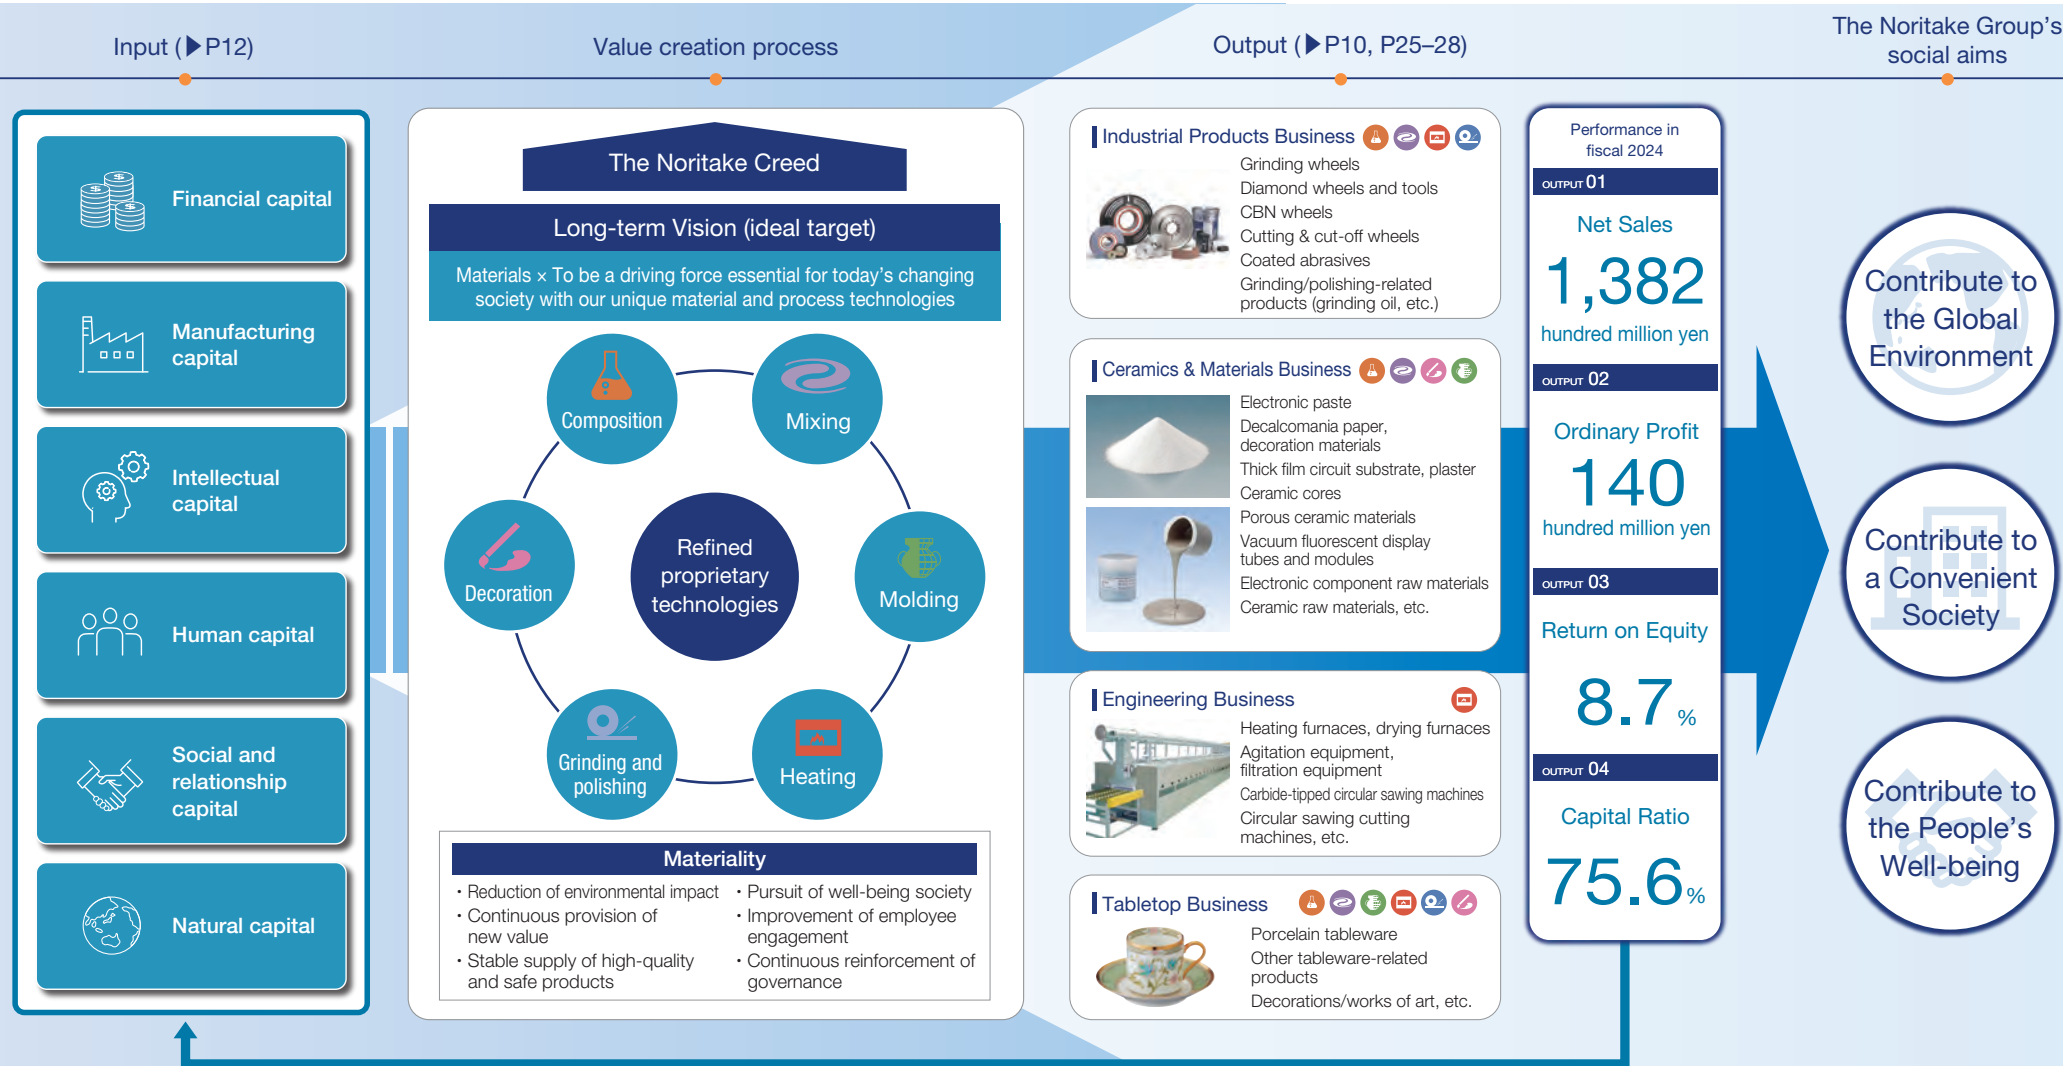 Input (▶P12)
Value creation process
Output (▶P10, P25–28)
The Noritake Group’s
social aims
Financial capital
Manufacturing
capital
Intellectual
capital
Human capital
Social and
relationship
capital
Natural capital
The Noritake Creed
Long-term Vision (ideal target)
Materials × To be a driving force essential for today’s changing
society with our unique material and process technologies
Composition
Mixing
Decoration
Refined
proprietary
technologies
Molding
Grinding and
polishing
Heating
Materiality
・Reduction of environmental impact
・Continuous provision of
new value
・Stable supply of high-quality
and safe products
・Pursuit of well-being society
・Improvement of employee
engagement
・Continuous reinforcement of
governance
Industrial Products Business
Grinding wheels
Diamond wheels and tools
CBN wheels
Cutting & cut-off wheels
Coated abrasives
Grinding/polishing-related
products (grinding oil, etc.)
Ceramics & Materials Business
Electronic paste
Decalcomania paper,
decoration materials
Thick film circuit substrate, plaster
Ceramic cores
Porous ceramic materials
Vacuum fluorescent display
tubes and modules
Electronic component raw materials
Ceramic raw materials, etc.
Engineering Business
Heating furnaces, drying furnaces
Agitation equipment,
filtration equipment
Carbide-tipped circular sawing machines
Circular sawing cutting
machines, etc.
Tabletop Business
Porcelain tableware
Other tableware-related
products
Decorations/works of art, etc.
Performance in
fiscal 2024
OUTPUT 01
Net Sales
1,382
hundred million yen
OUTPUT 02
Ordinary Profit
140
hundred million yen
OUTPUT 03
Return on Equity
8.7 %
OUTPUT 04
Capital Ratio
75.6 %
Contribute to
the Global
Environment
Contribute to
a Convenient
Society
Contribute to
the People’s
Well-being